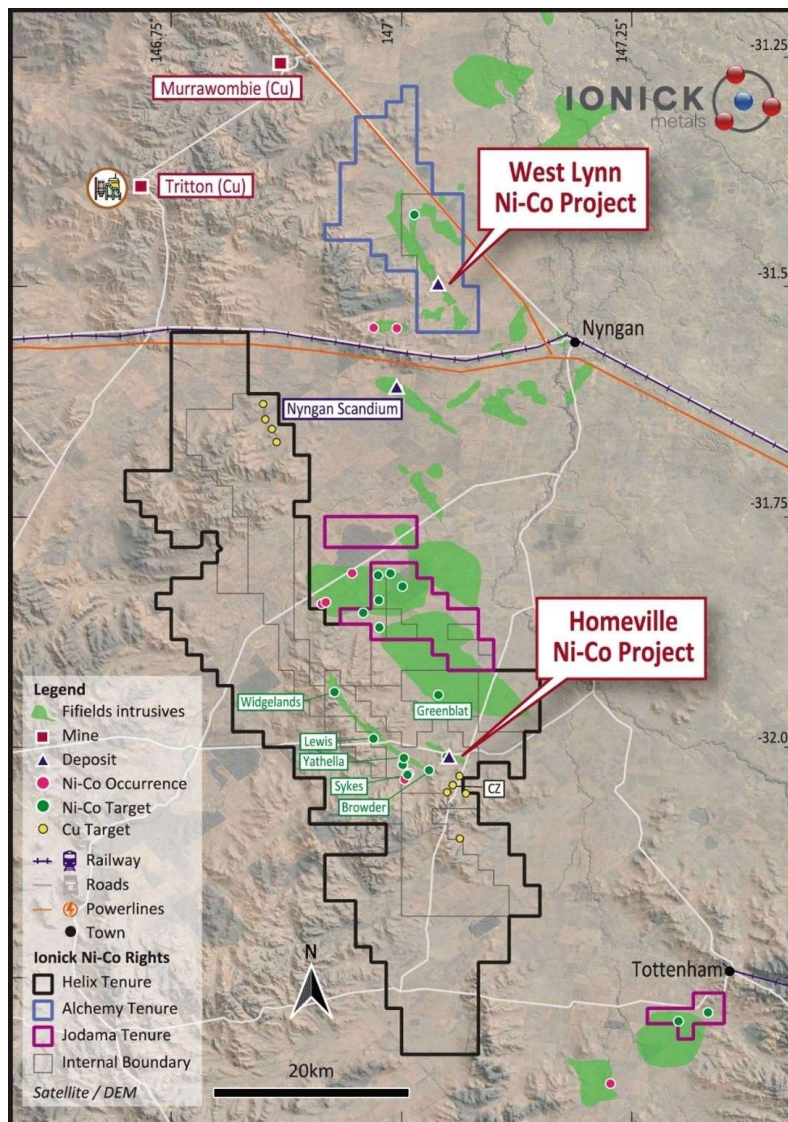 146.75°
147°
147.25°
-31.25
Murrawombie (Cu)
IONICK
metals
Tritton (Cu)
West Lynn
Ni-Co Project
-31.5
Nyngan
Nyngan Scandium
-31.75
Homeville
Ni-Co Project
Legend
Fifields intrusives
Mine
Deposit
Ni-Co Occurrence
Ni-Co Target
Cu Target
Railway
Roads
Powerlines
Town
Ionick Ni-Co Rights
Helix Tenure
Alchemy Tenure
Jodama Tenure
Internal Boundary
Satellite / DEM
Widgelands
Greenblat
Lewis
Yathella
Sykes
Browder
-32.0
CZ
N
20km
Tottenham